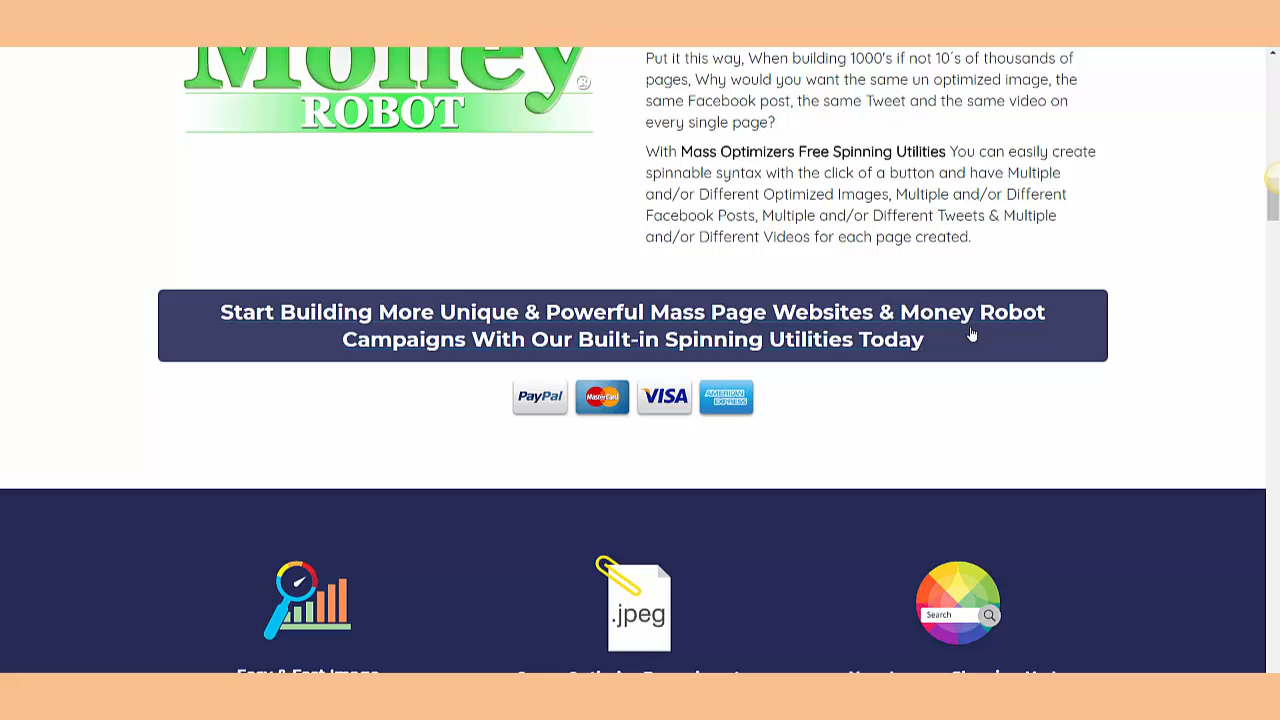 Money
ROBOT
®
Put it this way, When building 1000's if not 10´s of thousands of
pages, Why would you want the same un optimized image, the
same Facebook post, the same Tweet and the same video on
every single page?
With Mass Optimizers Free Spinning Utilities You can easily create
spinnable syntax with the click of a button and have Multiple
and/or Different Optimized Images, Multiple and/or Different
Facebook Posts, Multiple and/or Different Tweets & Multiple
and/or Different Videos for each page created.
Start Building More Unique & Powerful Mass Page Websites & Money Robot
Campaigns With Our Built-in Spinning Utilities Today
PayPal
MasterCard
VISA
AMERICAN
EXPRESS
.jpeg
Search
Easy & Fast Image